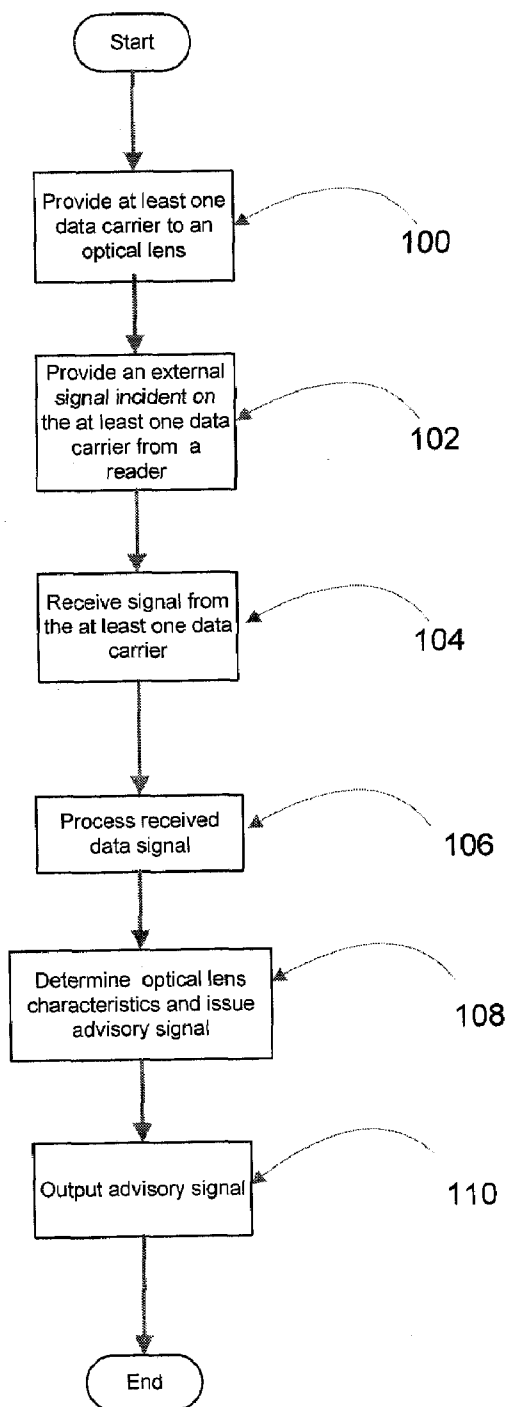 Start
Provide at least one
data carrier to an
optical lens
100
Provide an external
signal incident on
the at least one data
carrier from a
reader
102
Receive signal from
the at least one data
carrier
104
Process received
data signal
106
Determine optical lens
characteristics and issue
advisory signal
108
Output advisory signal
110
End